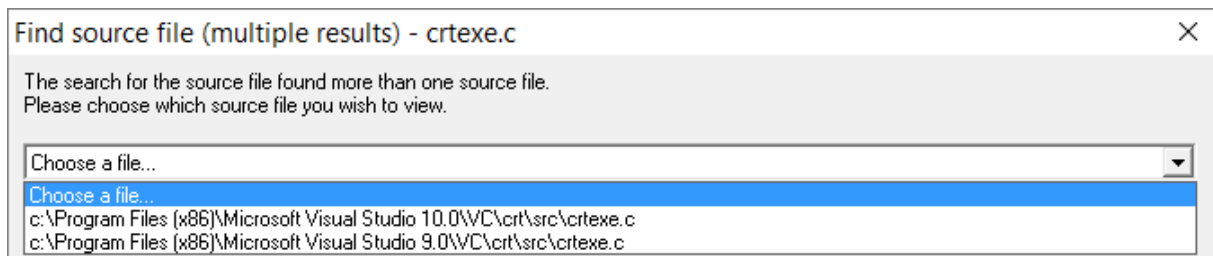 Find source file (multiple results) - crtexe.c
The search for the source file found more than one source file.
Please choose which source file you wish to view.
Choose a file...
Choose a file...
c:\Program Files (x86)\Microsoft Visual Studio 10.0\VC\crt\src\crtexe.c
c:\Program Files (x86)\Microsoft Visual Studio 9.0\VC\crt\src\crtexe.c